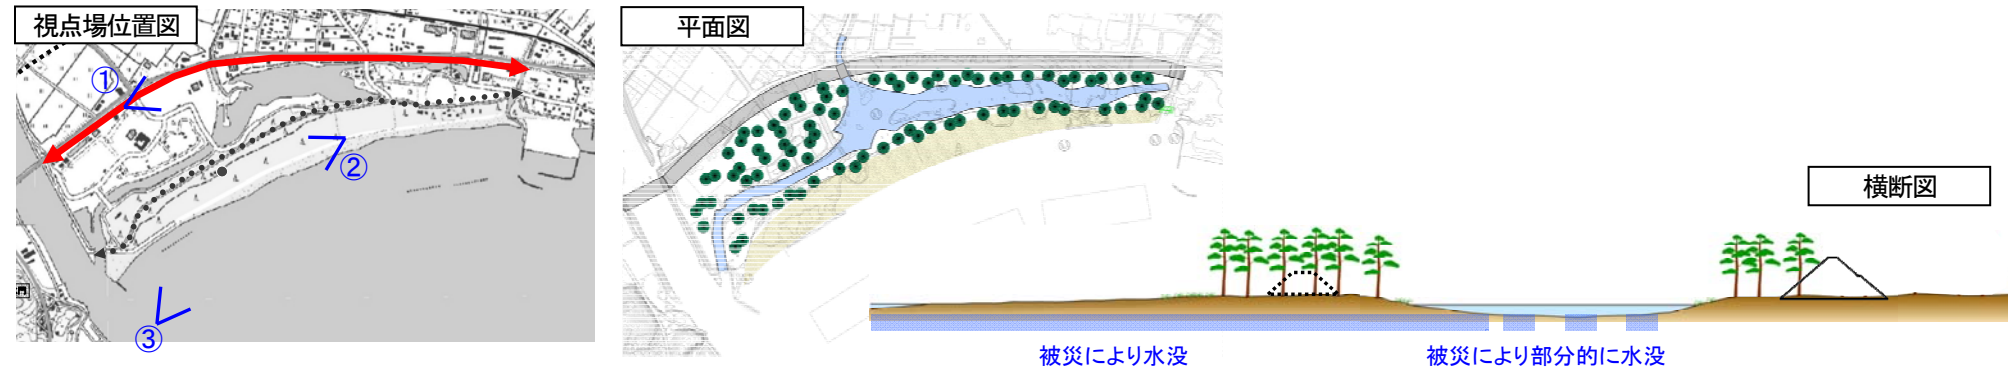 視点場位置図
①
②
③
平面図
横断図
被災により水没
被災により部分的に水没